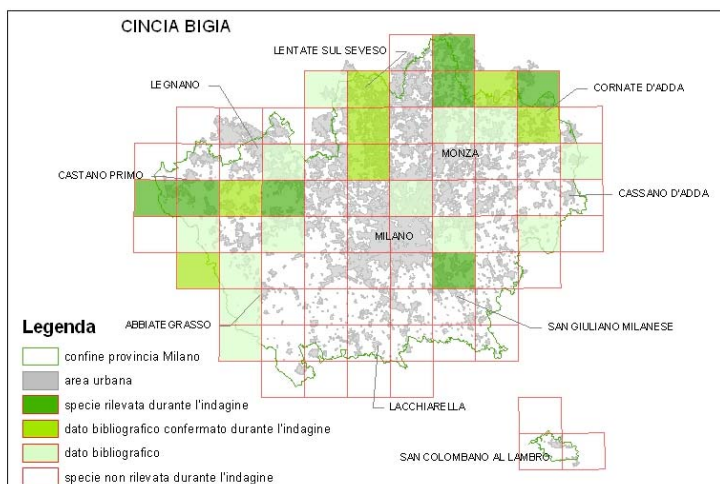 CINCIA BIGIA
LENTATE SUL SEVESO
LEGNANO
CORNATE D'ADDA
MONZA
CASTANO PRIMO
CASSANO D'ADDA
MILANO
ABBIATEGRASSO
SAN GIULIANO MILANESE
LACCHIARELLA
SAN COLOMBANO AL LAMBRO
Legenda
confine provincia Milano
area urbana
specie rilevata durante l'indagine
dato bibliografico confermato durante l'indagine
dato bibliografico
specie non rilevata durante l'indagine